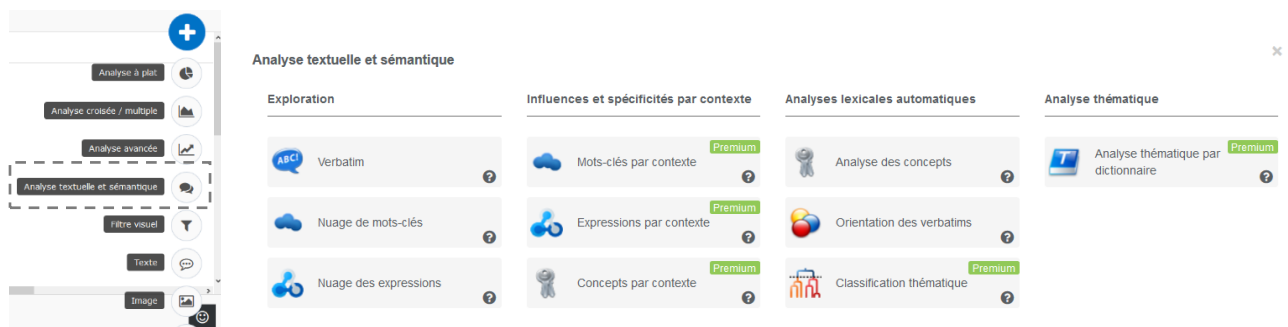 Analyse à plat
Analyse croisée / multiple
Analyse avancée
Analyse textuelle et sémantique
Filtre visuel
Texte
Image
Analyse textuelle et sémantique
Exploration
ABC!
Verbatim
Nuage de mots-clés
Nuage des expressions
Influences et spécificités par contexte
Premium
Mots-clés par contexte
Premium
Expressions par contexte
Premium
Concepts par contexte
Analyses lexicales automatiques
Analyse des concepts
Orientation des verbatims
Premium
Classification thématique
Analyse thématique
Premium
T
Analyse thématique par
dictionnaire